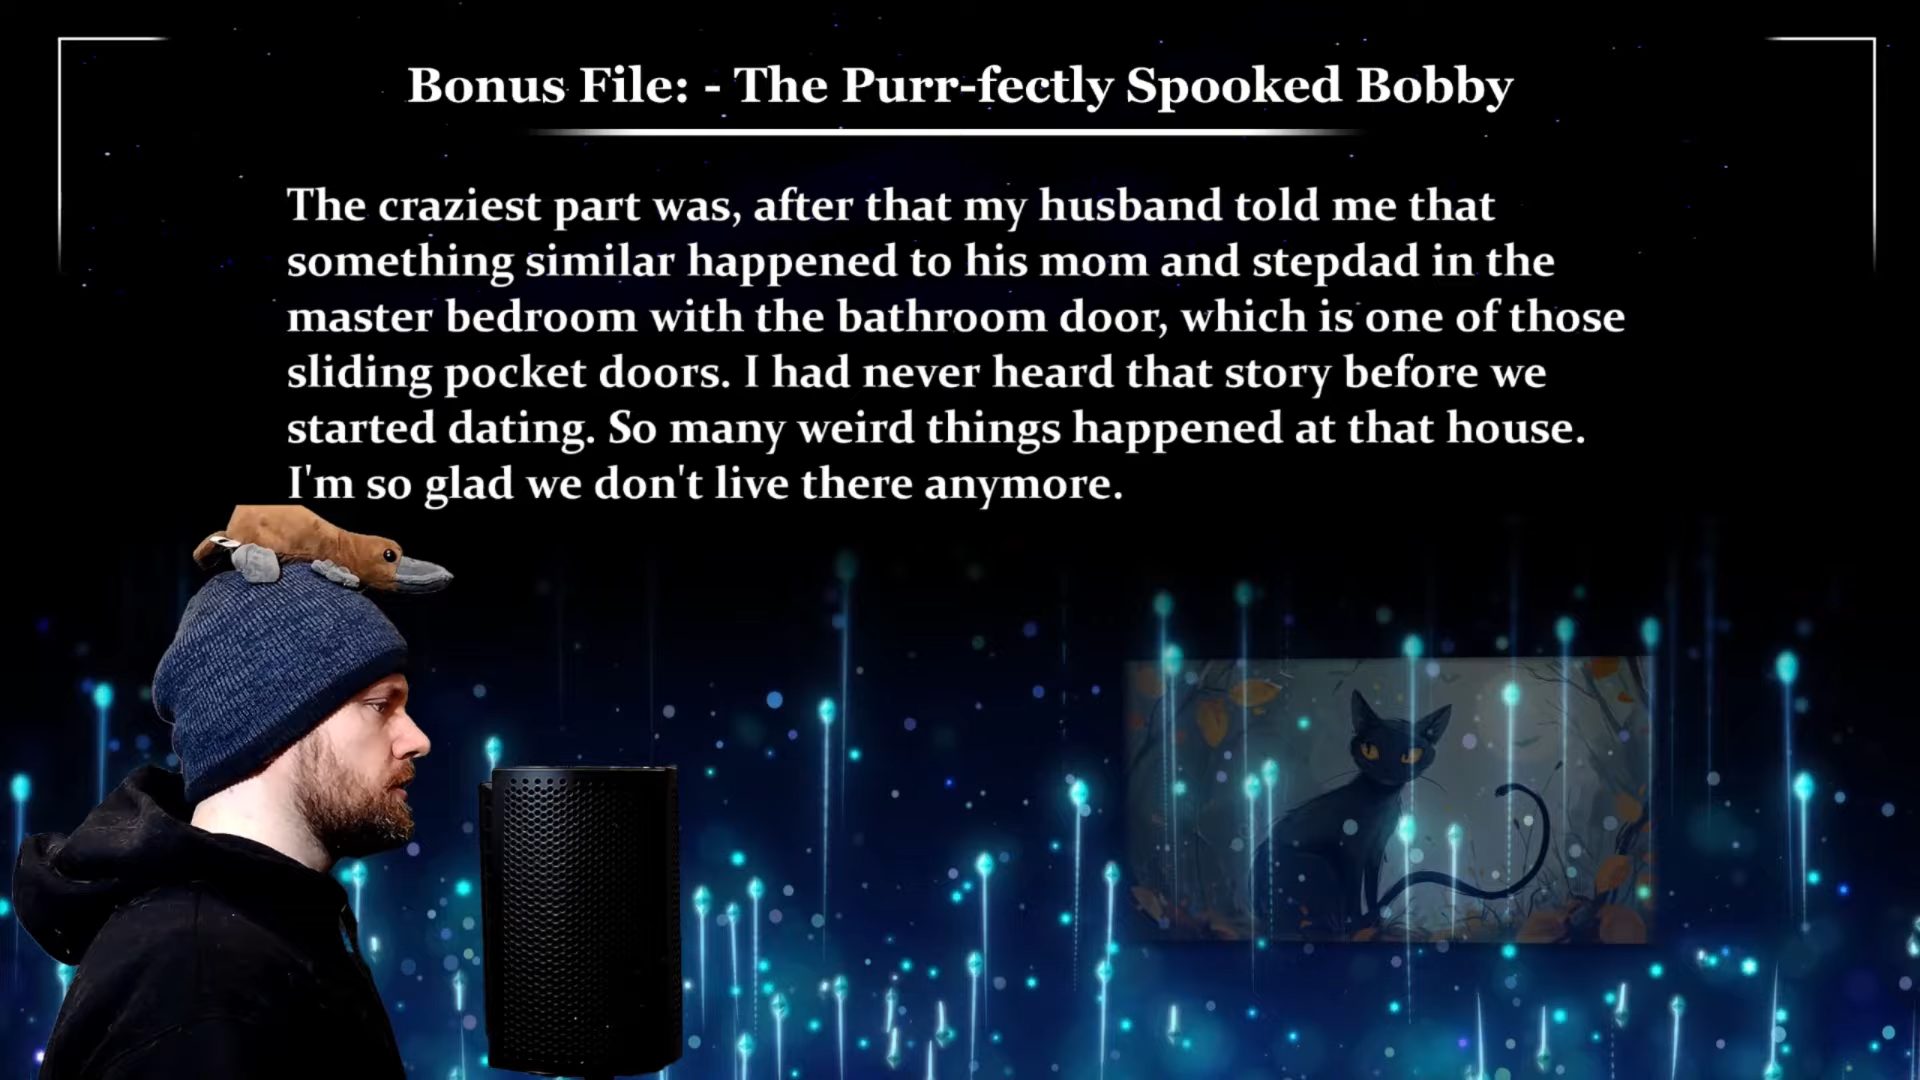 Bonus File: - The Purr-fectly Spooked Bobby
The craziest part was, after that my husband told me that
something similar happened to his mom and stepdad in the
master bedroom with the bathroom door, which is one of those
sliding pocket doors. I had never heard that story before we
started dating. So many weird things happened at that house.
I'm so glad we don't live there anymore.